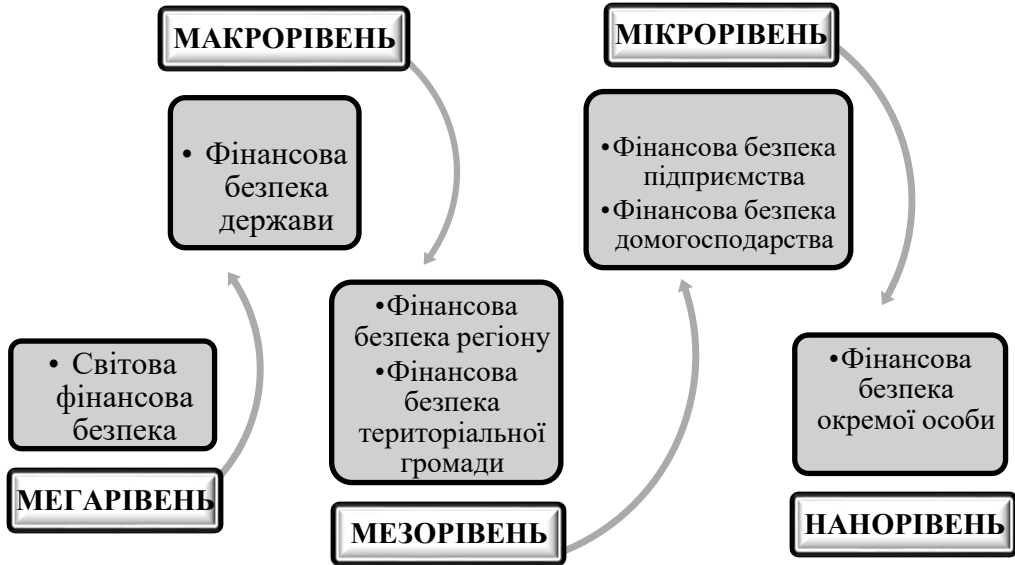 МАКРОРІВЕНЬ
• Фінансова
безпека
держави
• Світова
фінансова
безпека
МЕГАРІВЕНЬ
•Фінансова
безпека регіону
•Фінансова
безпека
територіальної
громади
МЕЗОРІВЕНЬ
МІКРОРІВЕНЬ
•Фінансова безпека
підприємства
•Фінансова безпека
домогосподарства
•Фінансова
безпека
окремої особи
НАНОРІВЕНЬ